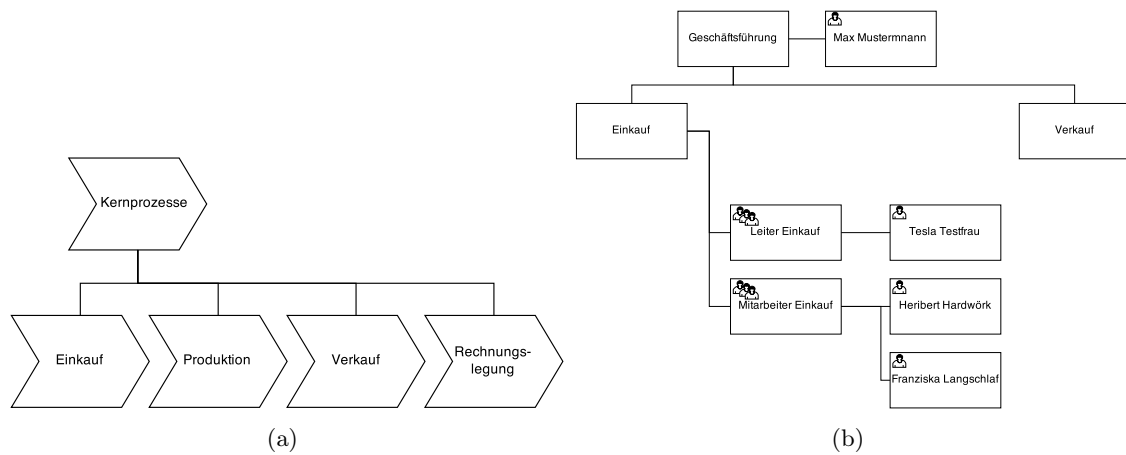 Kernprozesse
Einkauf
Produktion
Verkauf
Rechnungs-
legung
(a)
Geschäftsführung
Max Mustermnann
Einkauf
Verkauf
Leiter Einkauf
Tesla Testfrau
Mitarbeiter Einkauf
Heribert Hardwörk
Franziska Langschlaf
(b)